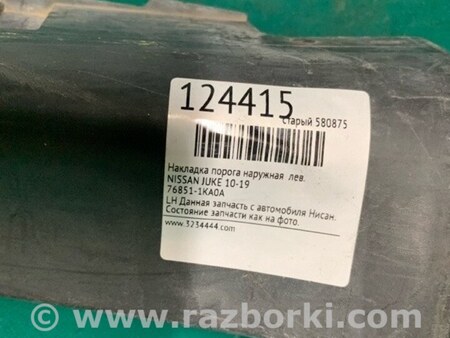 124415
старый 580875
Накладка порога наружная лев.
NISSAN JUKE 10-19
76851-1KA0A
LH Данная запчасть с автомобиля Нисан.
Состояние запчасти как на фото.
www.3234444.com
www.razborki.com